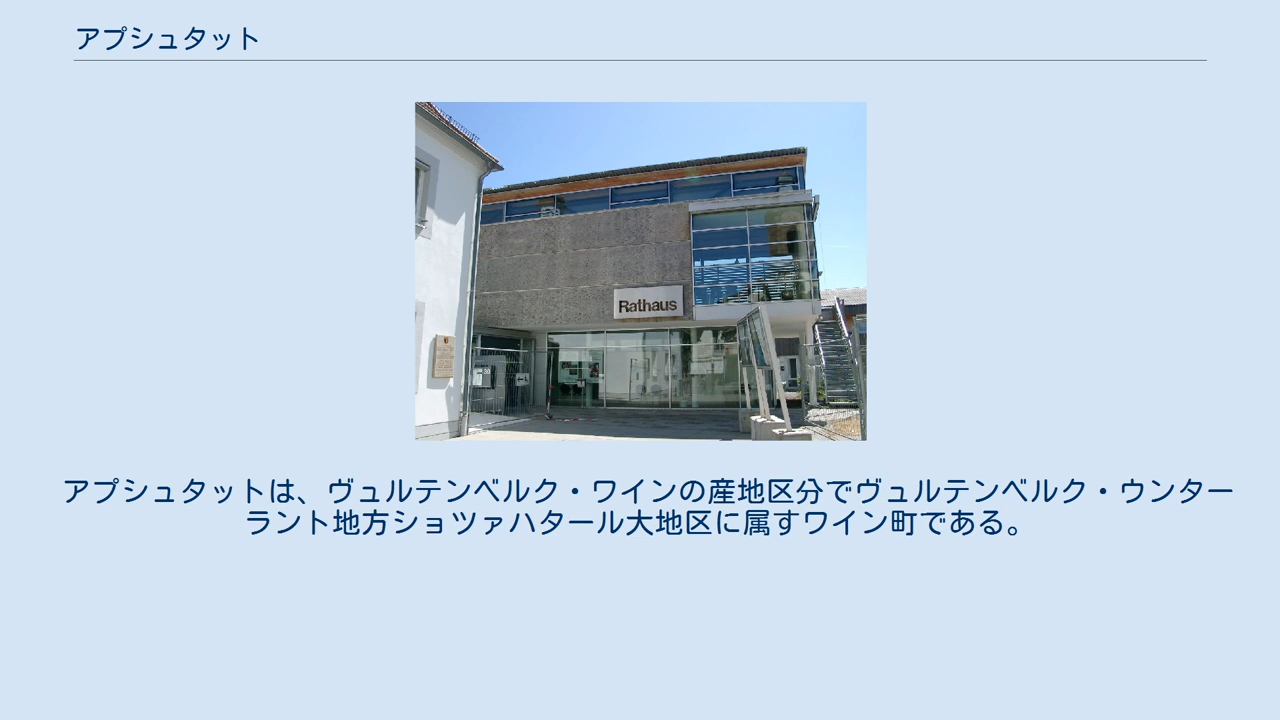 アプシュタット
Rathaus
アプシュタットは、ヴュルテンベルク・ワインの産地区分でヴュルテンベルク・ウンター
ラント地方ショツァハタール大地区に属すワイン町である。